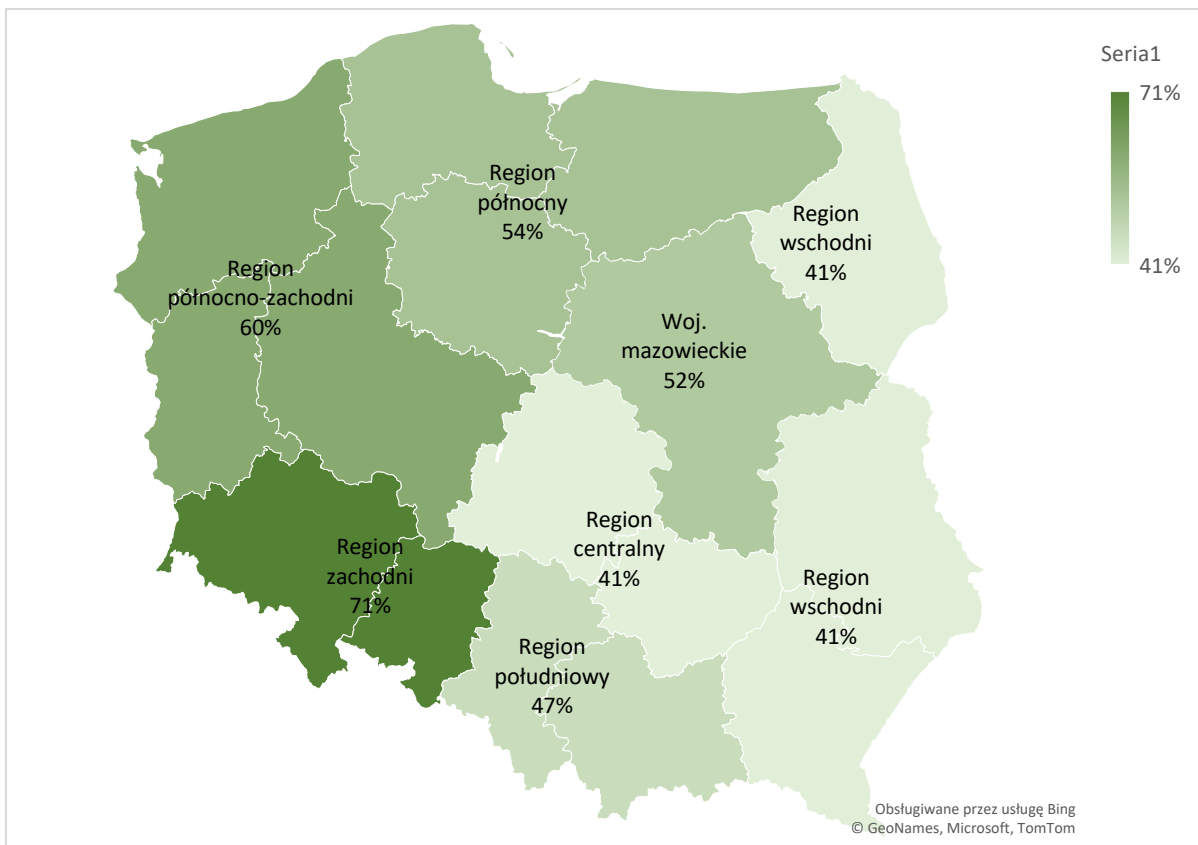 Seria1
71%
41%
Region
północny
54%
Region
wschodni
41%
Region
północno-zachodni
60%
Woj.
mazowieckie
52%
Region
zachodni
71%
Region
centralny
41%
Region
wschodni
41%
Region
południowy
47%
Obsługiwane przez usługę Bing
© GeoNames, Microsoft, TomTom